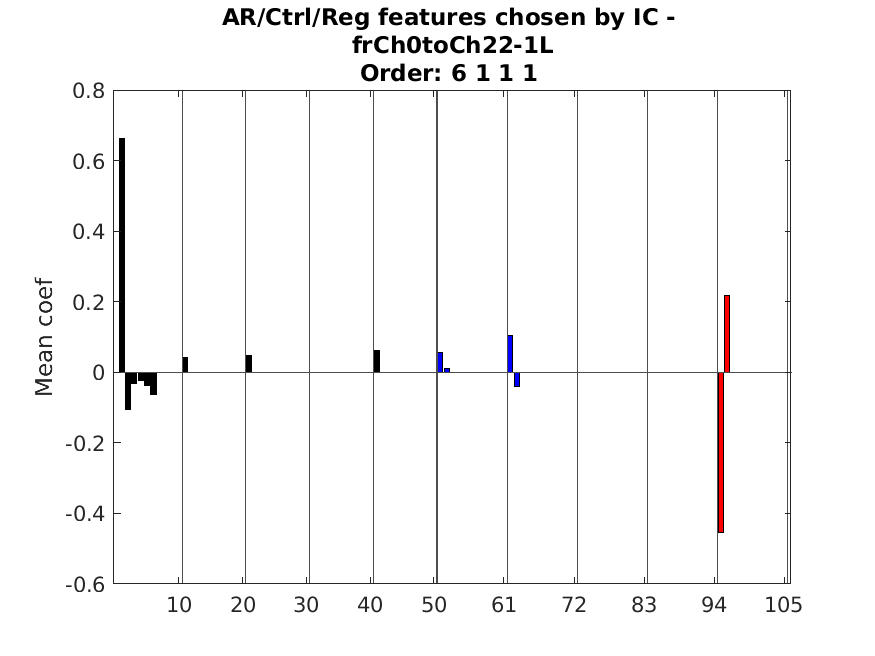 AR/Ctrl/Reg features chosen by IC -
frCh0toCh22-1L
Order: 6 1 1 1
0.8
0.6
0.4
0.2
0
-0.2
-0.4
-0.6
Mean coef
10 20 30 40 50 61 72 83 94 105